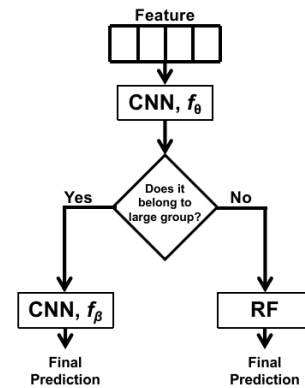 Feature
CNN, fθ
Does it
belong to
large group?
Yes
No
CNN, fβ
RF
Final
Prediction
Final
Prediction